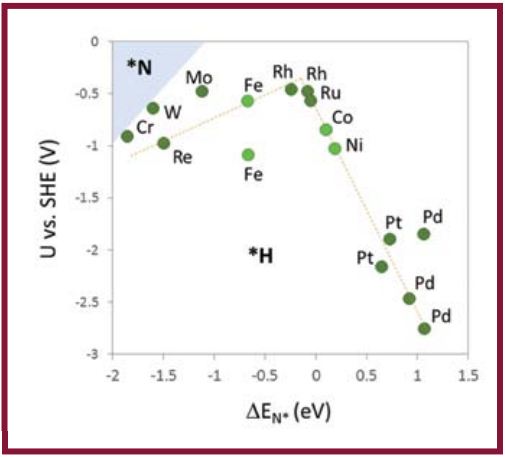 0
*N
Mo
Fe
Rh
Rh
-0.5
W
Ru
Cr
Co
-1
Re
Fe
Ni
U vs. SHE (V)
-1.5
Pt
Pd
-2
*H
Pt
Pd
-2.5
Pd
-3
-2 -1.5 -1 -0.5 0 0.5 1 1.5
ΔE_N* (eV)